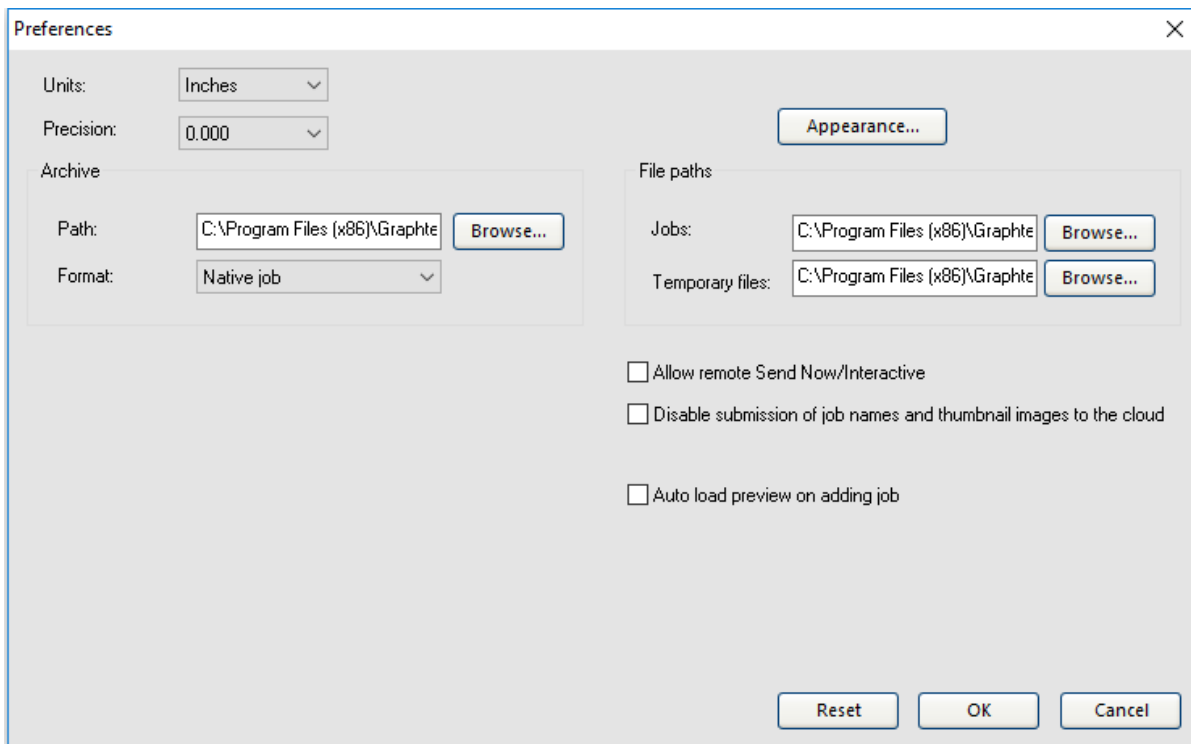 Preferences
Units: Inches
Precision: 0.000
Appearance...
Archive
Path: C:\Program Files (x86)\Graphte Browse...
Format: Native job
File paths
Jobs: C:\Program Files (x86)\Graphte Browse...
Temporary files: C:\Program Files (x86)\Graphte Browse...
Allow remote Send Now/Interactive
Disable submission of job names and thumbnail images to the cloud
Auto load preview on adding job
Reset OK Cancel